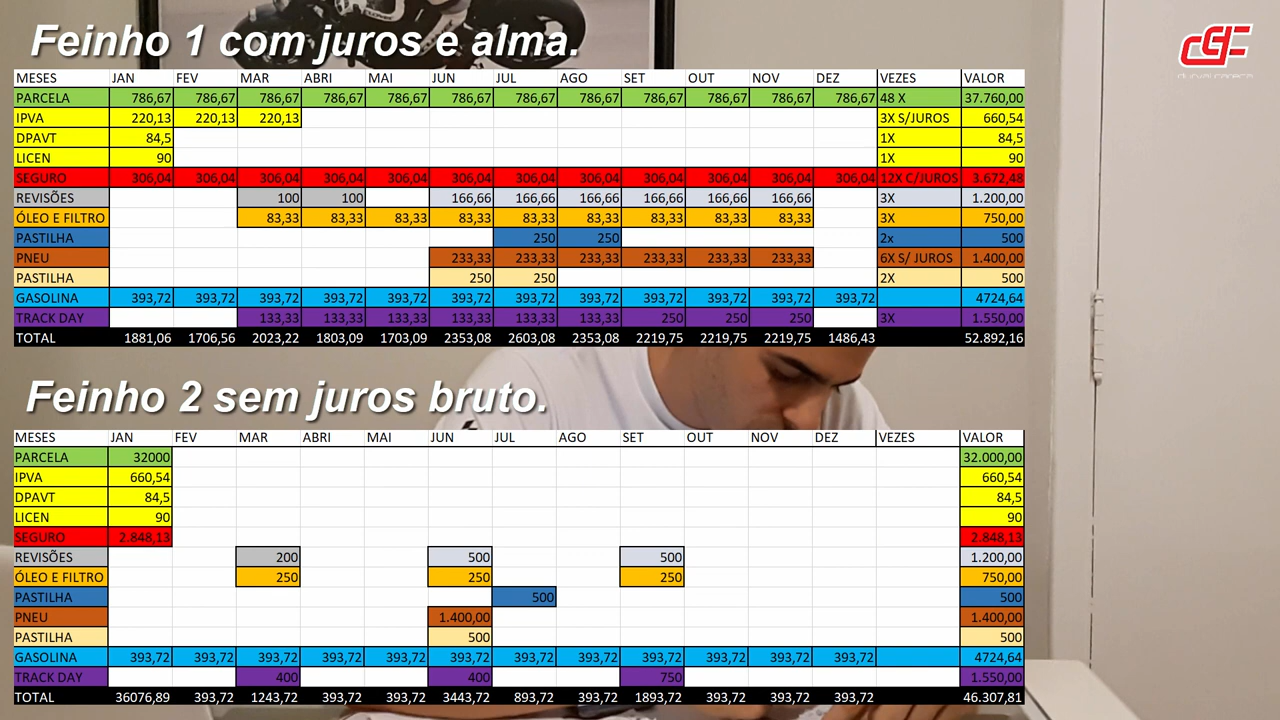 Feinho 1 com juros e alma.
MESES JAN FEV MAR ABRI MAI JUN JUL AGO SET OUT NOV DEZ VEZES VALOR
PARCELA 786,67 786,67 786,67 786,67 786,67 786,67 786,67 786,67 786,67 786,67 786,67 786,67 48 X 37.760,00
IPVA 220,13 220,13 220,13 3X S/JUROS 660,54
DPAVT 84,5 1X 84,5
LICEN 90 1X 90
SEGURO 306,04 306,04 306,04 306,04 306,04 306,04 306,04 306,04 306,04 306,04 306,04 306,04 12X C/JUROS 3.672,48
REVISÕES 100 100 166,66 166,66 166,66 166,66 166,66 166,66 3X 1.200,00
ÓLEO E FILTRO 83,33 83,33 83,33 83,33 83,33 83,33 83,33 83,33 83,33 3X 750,00
PASTILHA 250 250 2x 500
PNEU 233,33 233,33 233,33 233,33 233,33 233,33 6X S/ JUROS 1.400,00
PASTILHA 250 250 2X 500
GASOLINA 393,72 393,72 393,72 393,72 393,72 393,72 393,72 393,72 393,72 393,72 393,72 393,72 4724,64
TRACK DAY 133,33 133,33 133,33 133,33 133,33 133,33 250 250 250 3X 1.550,00
TOTAL 1881,06 1706,56 2023,22 1803,09 1703,09 2353,08 2603,08 2353,08 2219,75 2219,75 2219,75 1486,43 52.892,16
Feinho 2 sem juros bruto.
MESES JAN FEV MAR ABRI MAI JUN JUL AGO SET OUT NOV DEZ VEZES VALOR
PARCELA 32000 32.000,00
IPVA 660,54 660,54
DPAVT 84,5 84,5
LICEN 90 90
SEGURO 2.848,13 2.848,13
REVISÕES 200 500 500 1.200,00
ÓLEO E FILTRO 250 250 250 750,00
PASTILHA 500 500
PNEU 1.400,00 1.400,00
PASTILHA 500 500
GASOLINA 393,72 393,72 393,72 393,72 393,72 393,72 393,72 393,72 393,72 393,72 393,72 393,72 4724,64
TRACK DAY 400 400 750 1.550,00
TOTAL 36076,89 393,72 1243,72 393,72 393,72 3443,72 893,72 393,72 1893,72 393,72 393,72 393,72 46.307,81